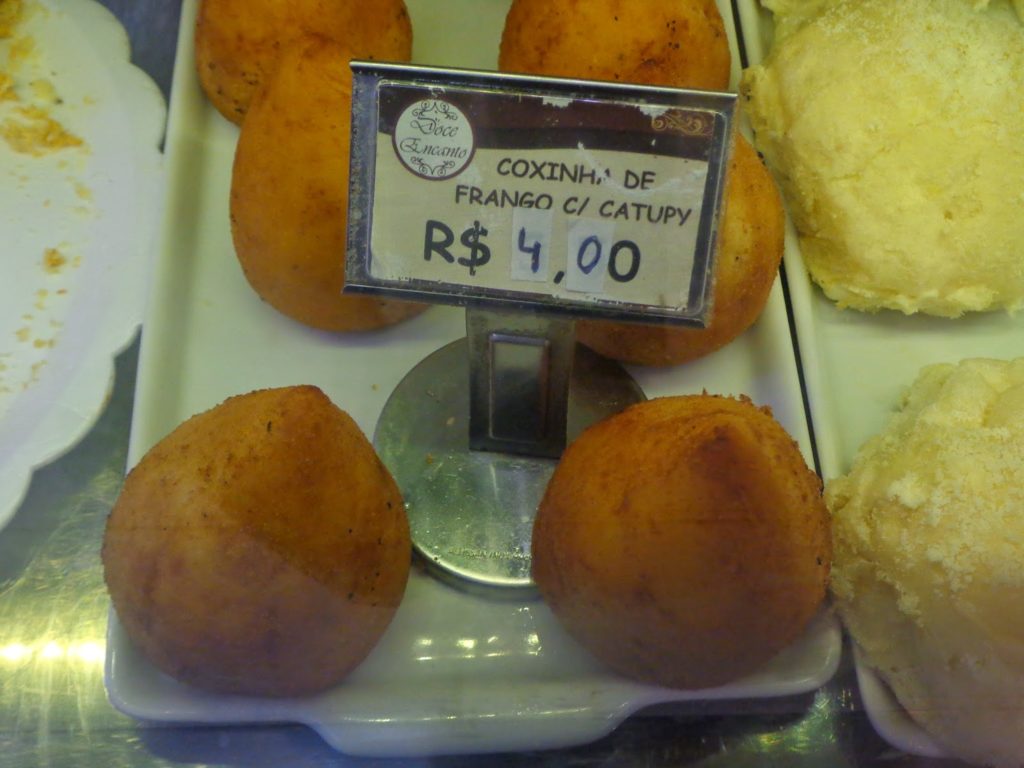 Doce
Encanto
COXINHA DE
FRANGO C/ CATUPY
R$ 4,00